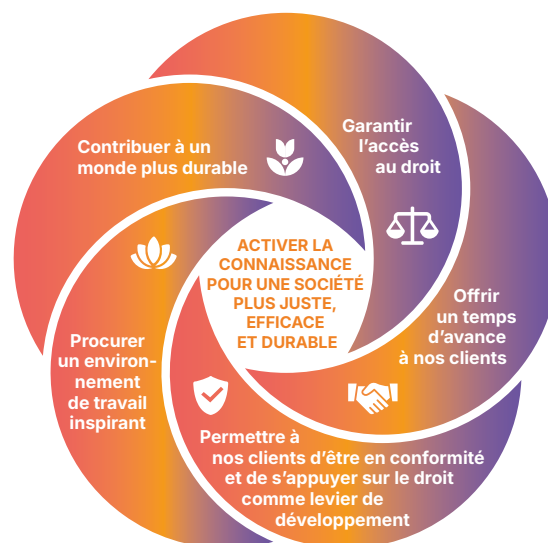 Garantir
l'accès
au droit
Offrir
un temps
d'avance
à nos clients
Permettre à
nos clients d'être en conformité
et de s'appuyer sur le droit
comme levier de
développement
Procurer
un environ-
nement
de travail
inspirant
Contribuer à un
monde plus durable
ACTIVER LA
CONNAISSANCE
POUR UNE SOCIÉTÉ
PLUS JUSTE,
EFFICACE
ET DURABLE